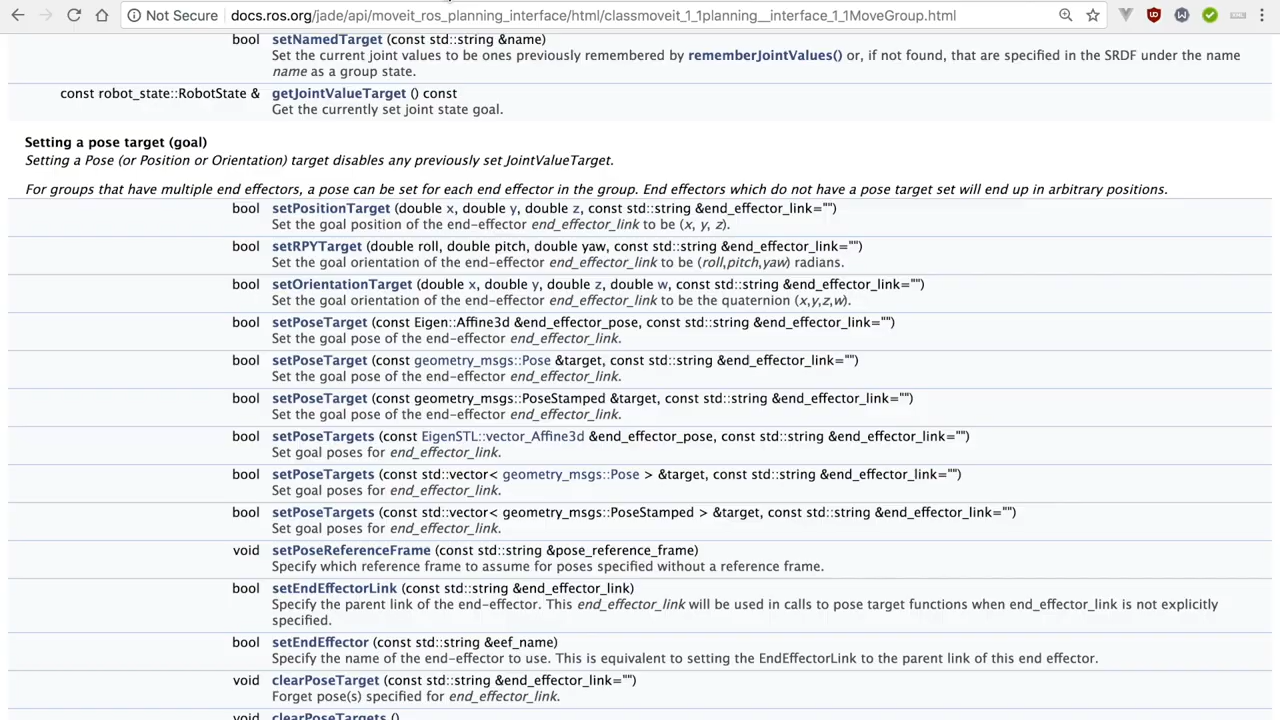 Not Secure docs.ros.org/jade/api/moveit_ros_planning_interface/html/classmoveit_1_1planning__interface_1_1MoveGroup.html
bool setNamedTarget (const std::string &name)
Set the current joint values to be ones previously remembered by rememberJointValues() or, if not found, that are specified in the SRDF under the name
name as a group state.
const robot_state::RobotState & getJointValueTarget () const
Get the currently set joint state goal.
Setting a pose target (goal)
Setting a Pose (or Position or Orientation) target disables any previously set JointValueTarget.
For groups that have multiple end effectors, a pose can be set for each end effector in the group. End effectors which do not have a pose target set will end up in arbitrary positions.
bool setPositionTarget (double x, double y, double z, const std::string &end_effector_link="")
Set the goal position of the end-effector end_effector_link to be (x, y, z).
bool setRPYTarget (double roll, double pitch, double yaw, const std::string &end_effector_link="")
Set the goal orientation of the end-effector end_effector_link to be (roll,pitch,yaw) radians.
bool setOrientationTarget (double x, double y, double z, double w, const std::string &end_effector_link="")
Set the goal orientation of the end-effector end_effector_link to be the quaternion (x,y,z,w).
bool setPoseTarget (const Eigen::Affine3d &end_effector_pose, const std::string &end_effector_link="")
Set the goal pose of the end-effector end_effector_link.
bool setPoseTarget (const geometry_msgs::Pose &target, const std::string &end_effector_link="")
Set the goal pose of the end-effector end_effector_link.
bool setPoseTarget (const geometry_msgs::PoseStamped &target, const std::string &end_effector_link="")
Set the goal pose of the end-effector end_effector_link.
bool setPoseTargets (const EigenSTL::vector_Affine3d &end_effector_pose, const std::string &end_effector_link="")
Set goal poses for end_effector_link.
bool setPoseTargets (const std::vector< geometry_msgs::Pose > &target, const std::string &end_effector_link="")
Set goal poses for end_effector_link.
bool setPoseTargets (const std::vector< geometry_msgs::PoseStamped > &target, const std::string &end_effector_link="")
Set goal poses for end_effector_link.
void setPoseReferenceFrame (const std::string &pose_reference_frame)
Specify which reference frame to assume for poses specified without a reference frame.
bool setEndEffectorLink (const std::string &end_effector_link)
Specify the parent link of the end-effector. This end_effector_link will be used in calls to pose target functions when end_effector_link is not explicitly
specified.
bool setEndEffector (const std::string &eef_name)
Specify the name of the end-effector to use. This is equivalent to setting the EndEffectorLink to the parent link of this end effector.
void clearPoseTarget (const std::string &end_effector_link="")
Forget pose(s) specified for end_effector_link.
void clearPoseTargets ()